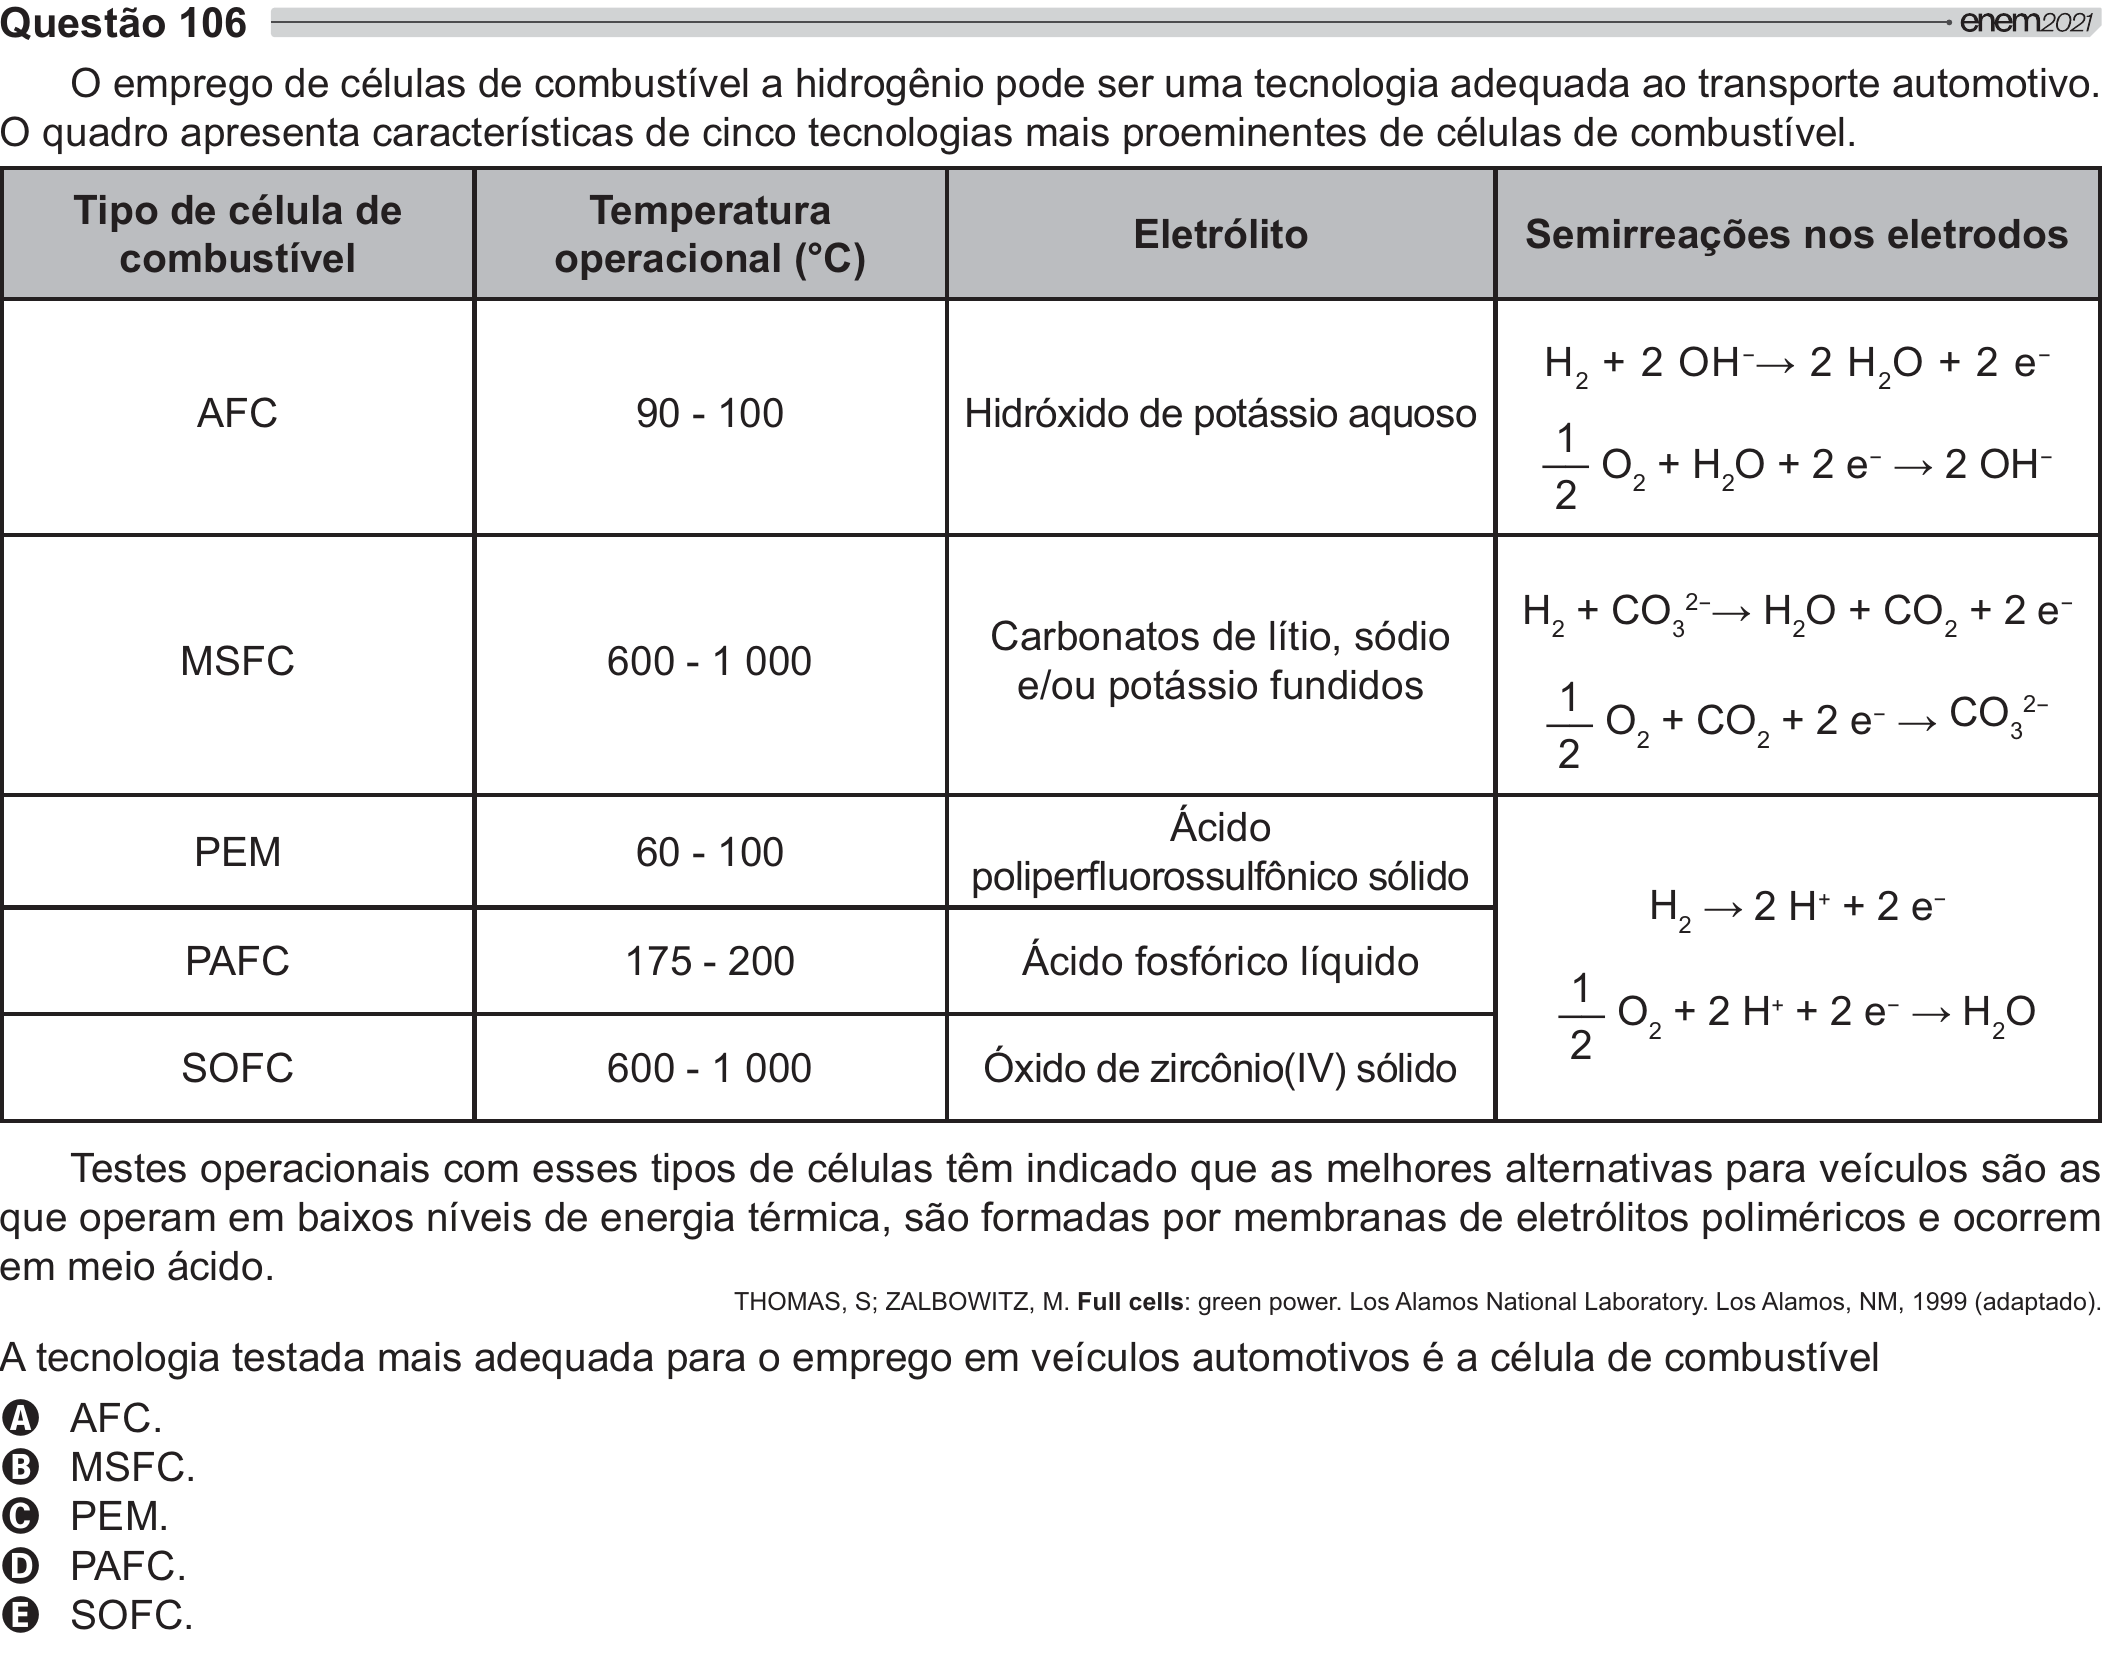 Questão 106
enem2021
O emprego de células de combustível a hidrogênio pode ser uma tecnologia adequada ao transporte automotivo.
O quadro apresenta características de cinco tecnologias mais proeminentes de células de combustível.
Tipo de célula de combustível
Temperatura operacional (°C)
Eletrólito
Semirreações nos eletrodos
AFC
90 - 100
Hidróxido de potássio aquoso
H₂ + 2 OH⁻ → 2 H₂O + 2 e⁻
1/2 O₂ + H₂O + 2 e⁻ → 2 OH⁻
MSFC
600 - 1 000
Carbonatos de lítio, sódio
e/ou potássio fundidos
H₂ + CO₃²⁻ → H₂O + CO₂ + 2 e⁻
1/2 O₂ + CO₂ + 2 e⁻ → CO₃²⁻
PEM
60 - 100
Ácido
poliperfluorossulfônico sólido
PAFC
175 - 200
Ácido fosfórico líquido
SOFC
600 - 1 000
Óxido de zircônio(IV) sólido
H₂ → 2 H⁺ + 2 e⁻
1/2 O₂ + 2 H⁺ + 2 e⁻ → H₂O
Testes operacionais com esses tipos de células têm indicado que as melhores alternativas para veículos são as
que operam em baixos níveis de energia térmica, são formadas por membranas de eletrólitos poliméricos e ocorrem
em meio ácido.
THOMAS, S; ZALBOWITZ, M. Full cells: green power. Los Alamos National Laboratory. Los Alamos, NM, 1999 (adaptado).
A tecnologia testada mais adequada para o emprego em veículos automotivos é a célula de combustível
A AFC.
B MSFC.
C PEM.
D PAFC.
E SOFC.